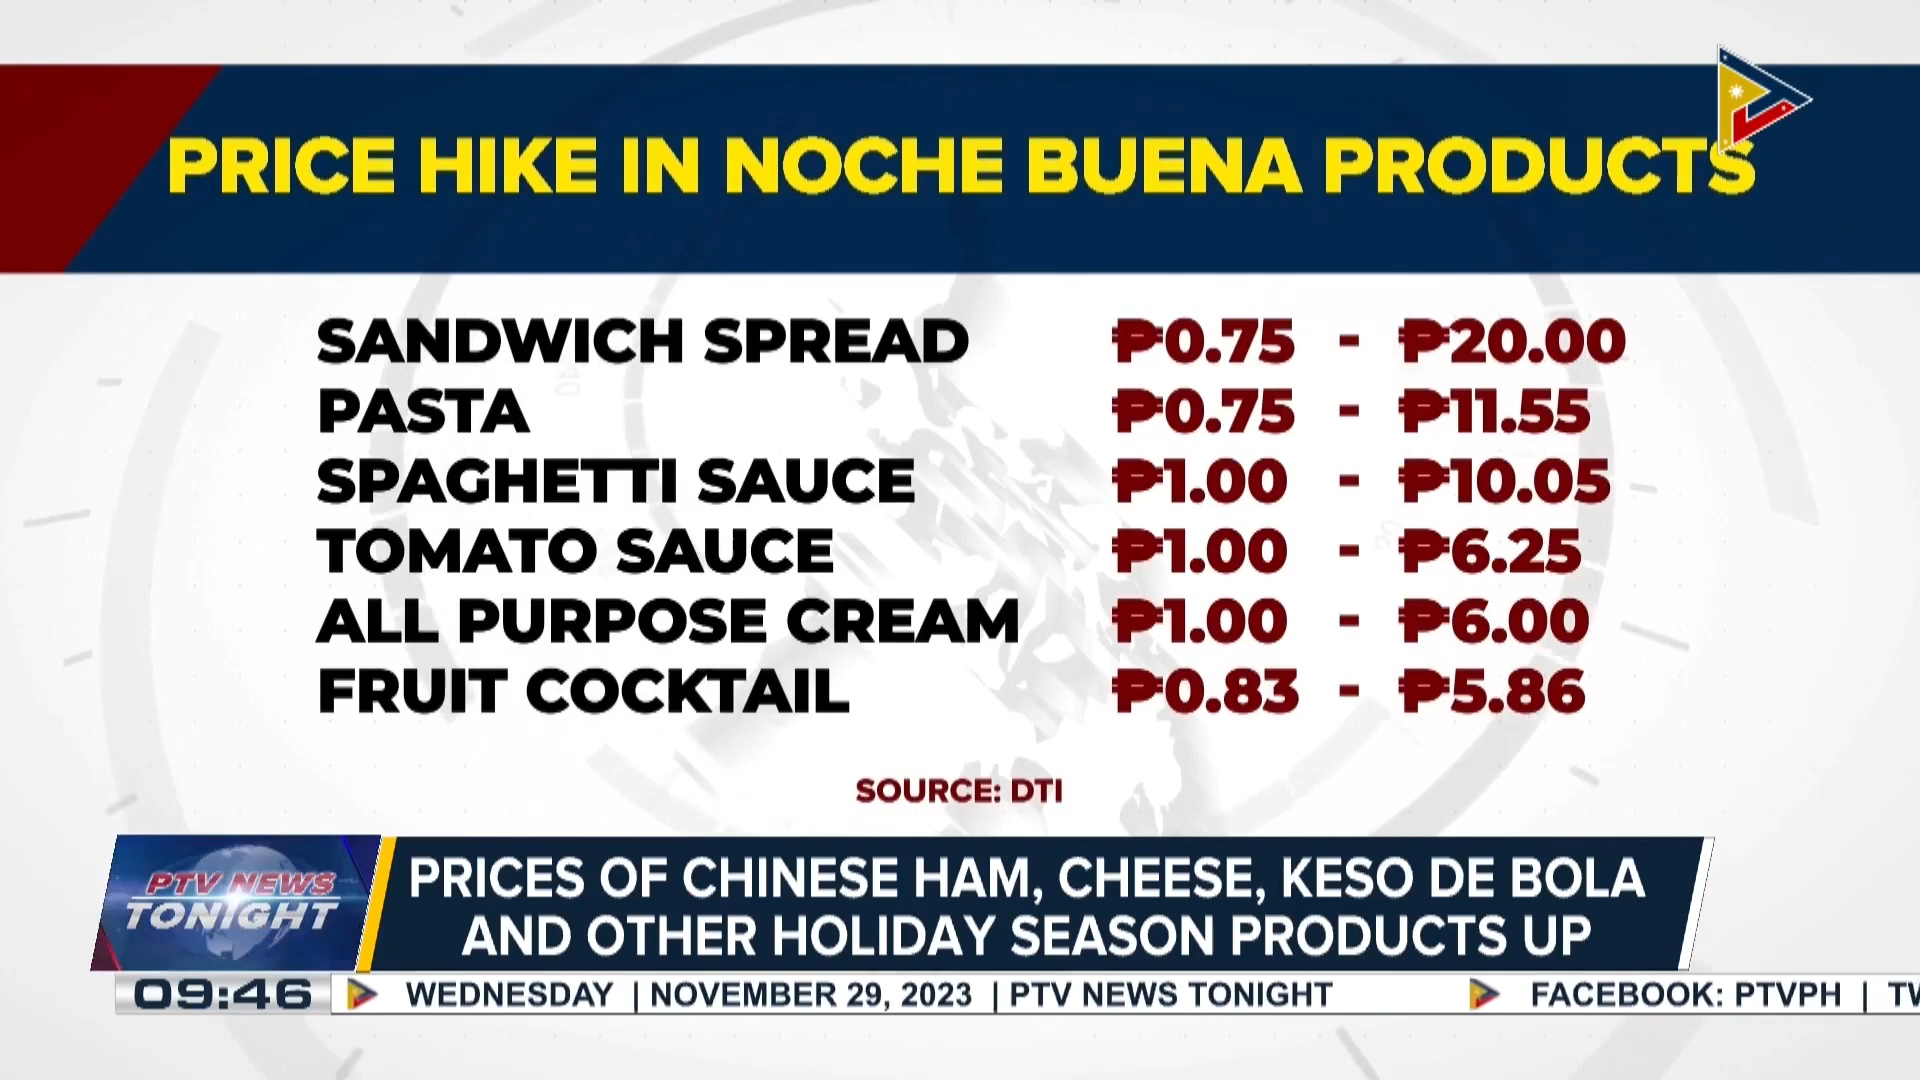 PRICE HIKE IN NOCHE BUENA PRODUCTS
SANDWICH SPREAD ₱0.75 - ₱20.00
PASTA ₱0.75 - ₱11.55
SPAGHETTI SAUCE ₱1.00 - ₱10.05
TOMATO SAUCE ₱1.00 - ₱6.25
ALL PURPOSE CREAM ₱1.00 - ₱6.00
FRUIT COCKTAIL ₱0.83 - ₱5.86
SOURCE: DTI
PTV NEWS
TONIGHT
PRICES OF CHINESE HAM, CHEESE, KESO DE BOLA
AND OTHER HOLIDAY SEASON PRODUCTS UP
09:46 WEDNESDAY | NOVEMBER 29, 2023 | PTV NEWS TONIGHT FACEBOOK: PTVPH | TW